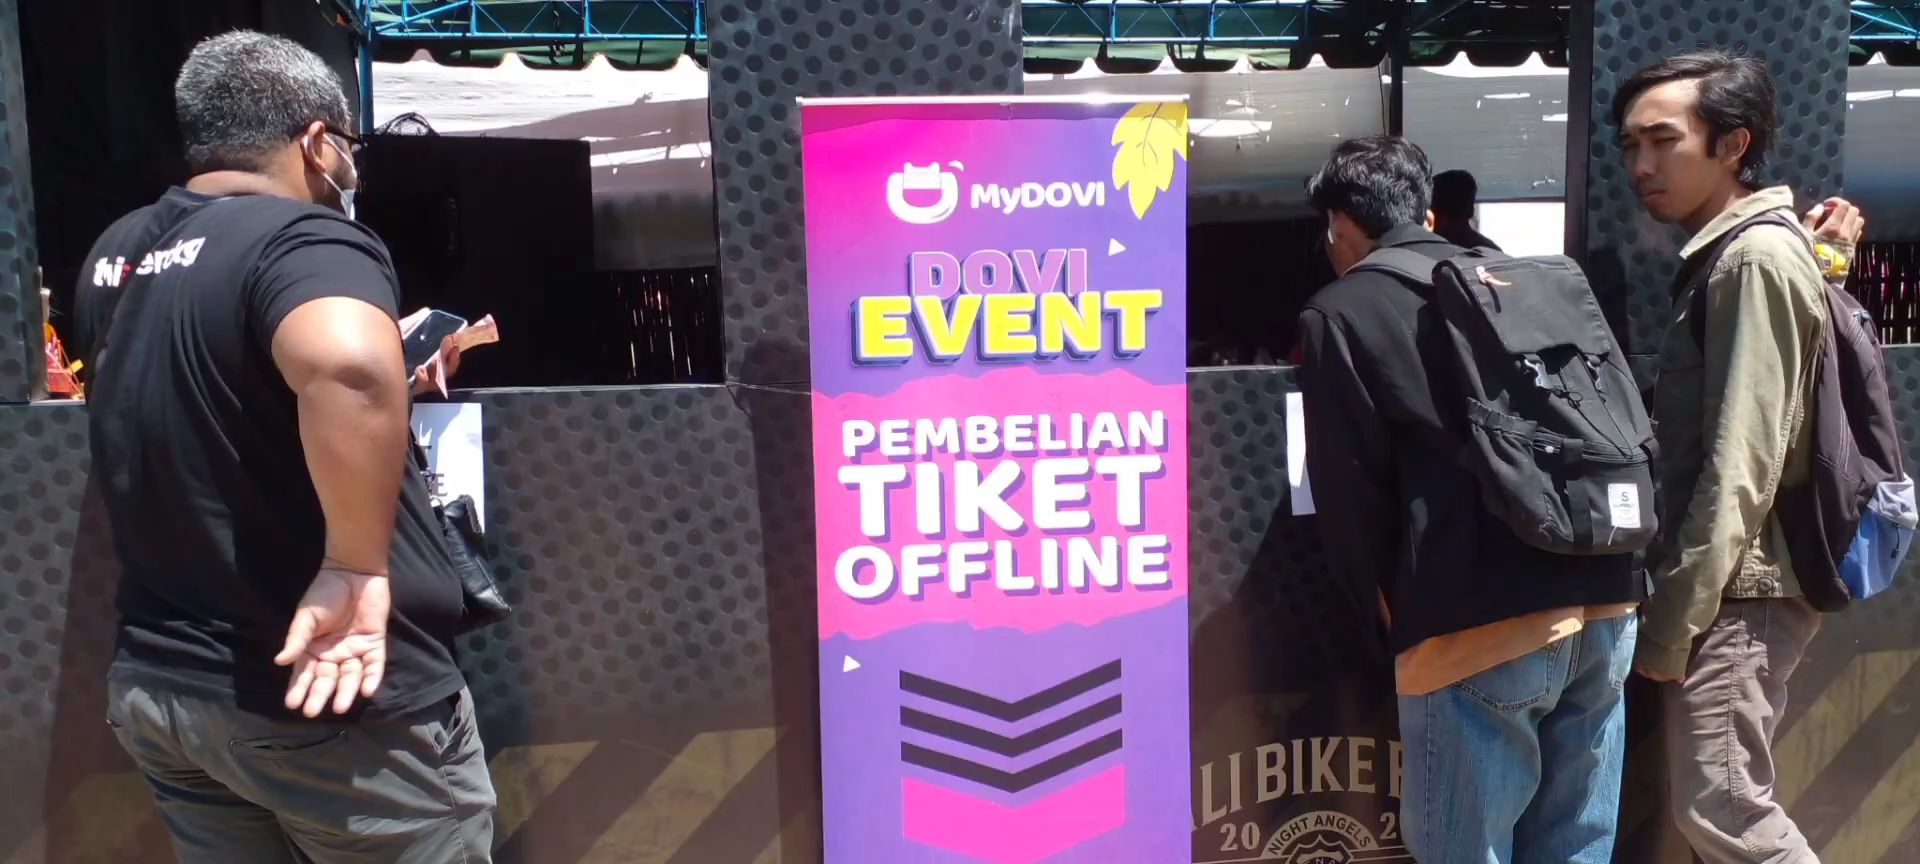 MyDOVI
DOVI
EVENT
PEMBELIAN
TIKET
OFFLINE
LI BIKE
20
NIGHT ANGELS